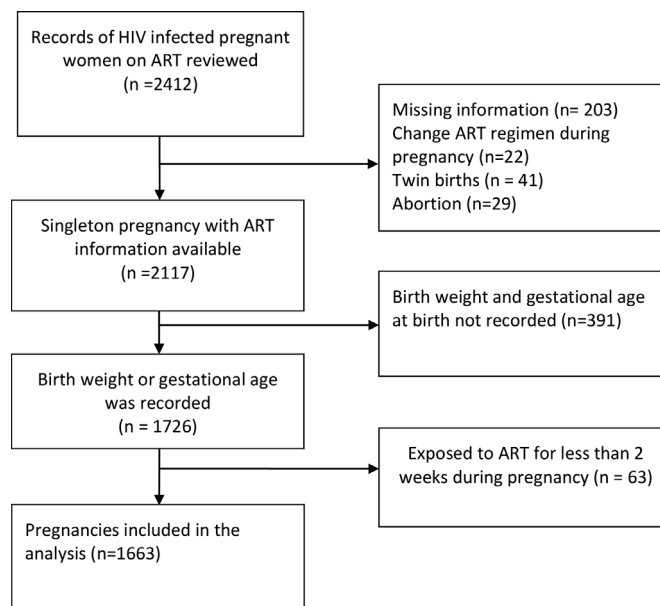 Records of HIV infected pregnant
women on ART reviewed
(n =2412)
Missing information (n= 203)
Change ART regimen during
pregnancy (n=22)
Twin births (n = 41)
Abortion(n=29)
Singleton pregnancy with ART
information available
(n =2117)
Birth weight and gestational age
at birth not recorded (n=391)
Birth weight or gestational age
was recorded
(n = 1726)
Exposed to ART for less than 2
weeks during pregnancy (n = 63)
Pregnancies included in the
analysis (n=1663)